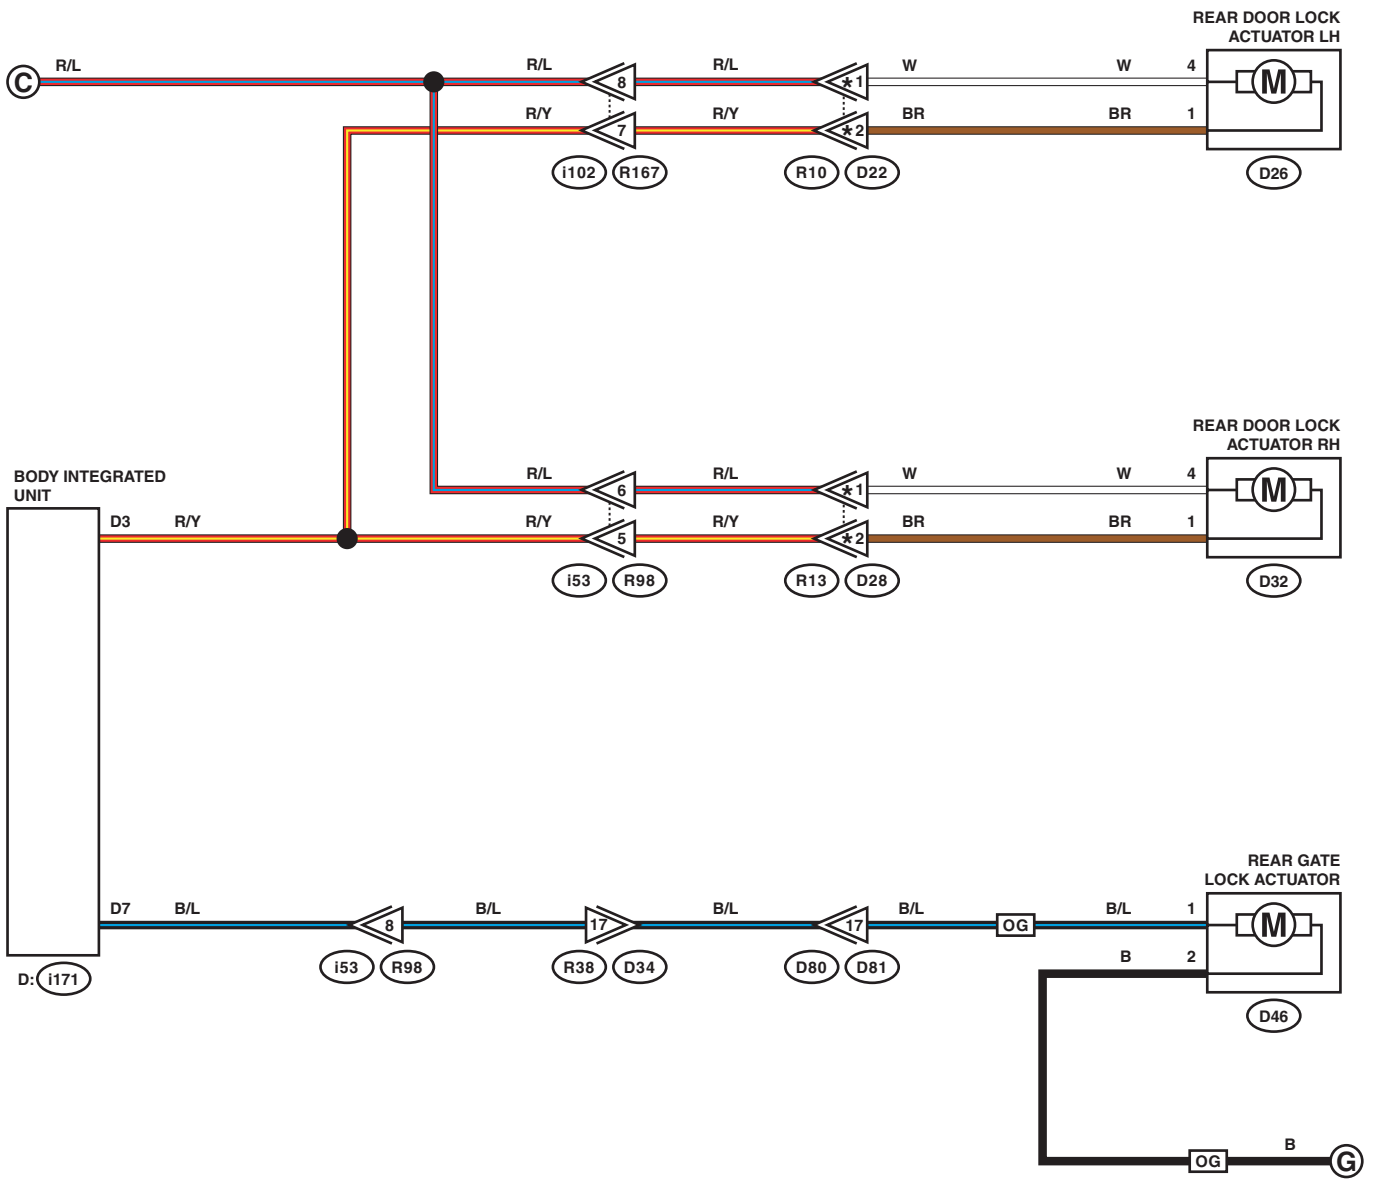 REAR DOOR LOCK
ACTUATOR LH
C R/L R/L 8 R/L *1 W W 4 M
R/Y 7 R/Y *2 BR BR 1
i102 R167 R10 D22 D26
REAR DOOR LOCK
ACTUATOR RH
BODY INTEGRATED
UNIT
R/L 6 R/L *1 W W 4 M
D3 R/Y R/Y 5 R/Y *2 BR BR 1
i53 R98 R13 D28 D32
REAR GATE
LOCK ACTUATOR
D7 B/L 8 B/L 17 B/L 17 B/L OG B/L 1 M
B 2
D: i171 i53 R98 R38 D34 D80 D81
D46
B
OG G